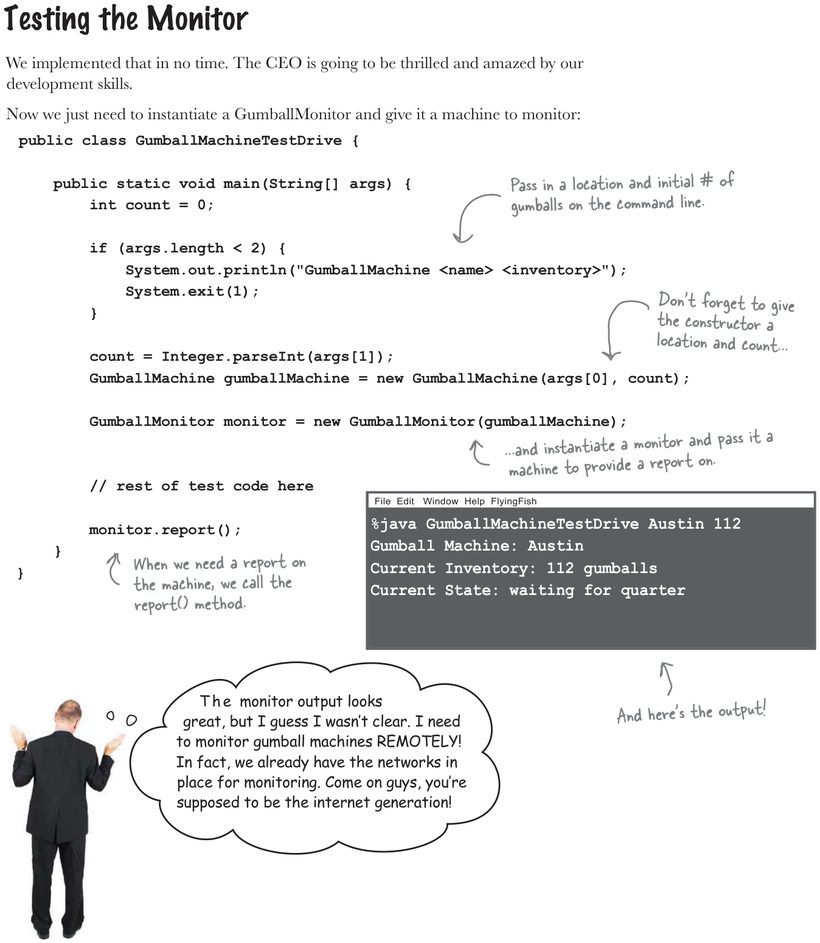 Testing the Monitor
We implemented that in no time. The CEO is going to be thrilled and amazed by our
development skills.
Now we just need to instantiate a GumballMonitor and give it a machine to monitor:
public class GumballMachineTestDrive {
public static void main(String[] args) {
int count = 0;
Pass in a location and initial # of
gumballs on the command line.
if (args.length < 2) {
System.out.println("GumballMachine <name> <inventory>");
System.exit(1);
}
Don't forget to give
the constructor a
location and count...
count = Integer.parseInt(args[1]);
GumballMachine gumballMachine = new GumballMachine(args[0], count);
GumballMonitor monitor = new GumballMonitor(gumballMachine);
...and instantiate a monitor and pass it a
machine to provide a report on.
// rest of test code here
monitor.report();
}
}
When we need a report on
the machine, we call the
report() method.
File Edit Window Help FlyingFish
%java GumballMachineTestDrive Austin 112
Gumball Machine: Austin
Current Inventory: 112 gumballs
Current State: waiting for quarter
And here's the output!
The monitor output looks
great, but I guess I wasn't clear. I need
to monitor gumball machines REMOTELY!
In fact, we already have the networks in
place for monitoring. Come on guys, you're
supposed to be the internet generation!